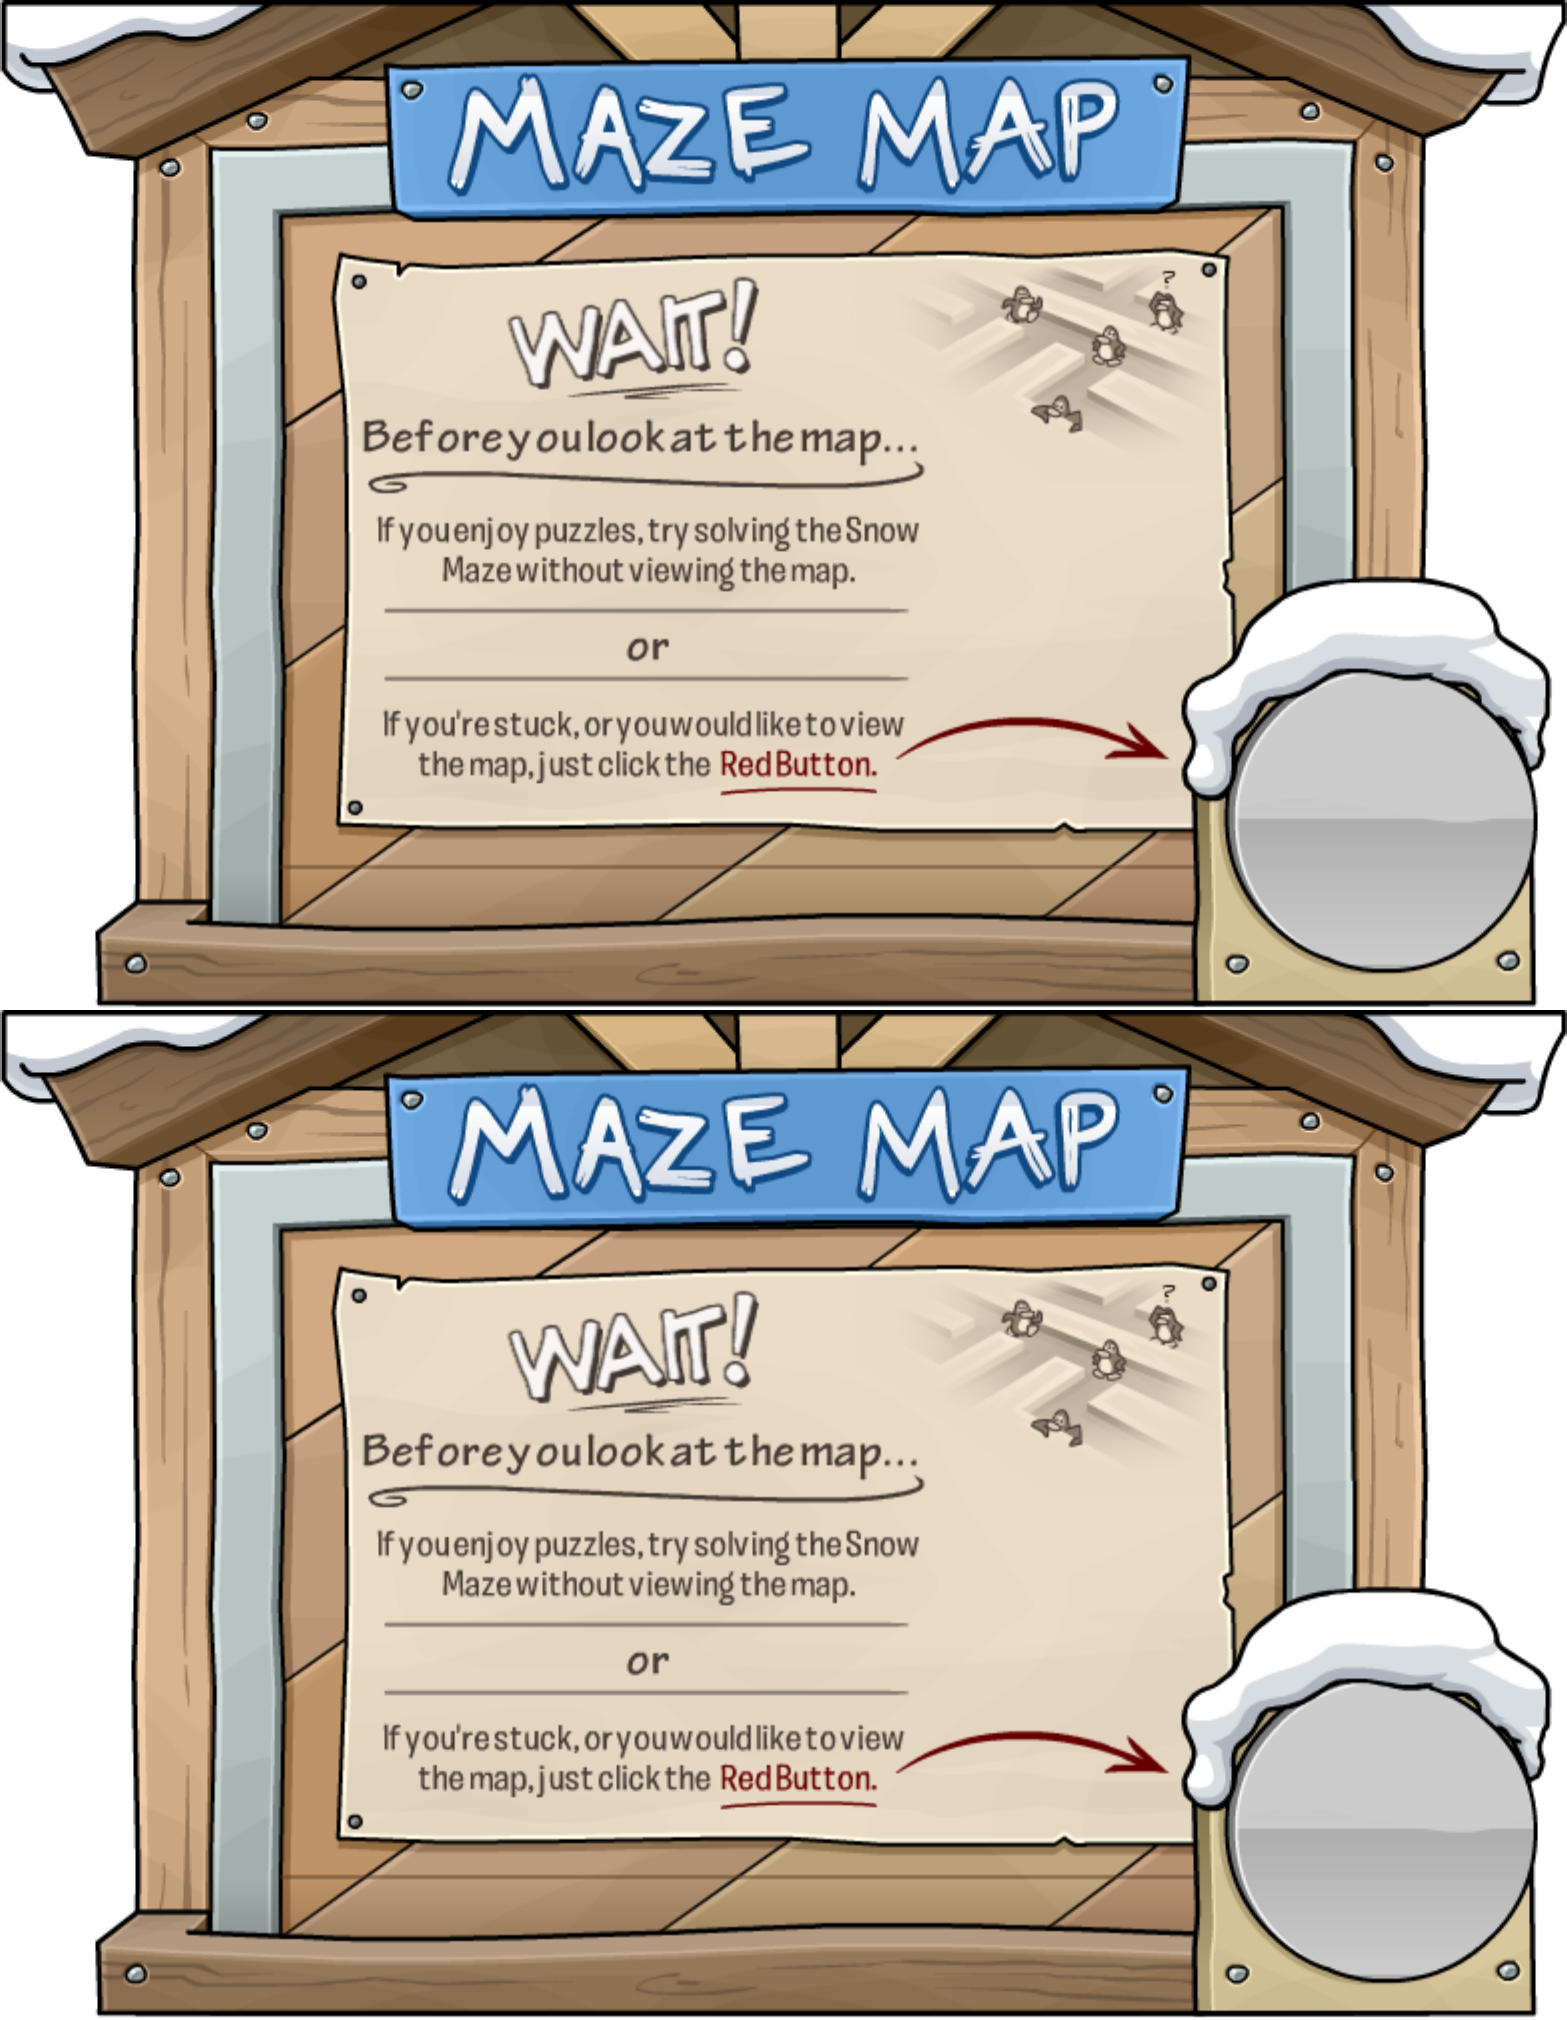 MAZE MAP
WAIT!
Before you look at the map...
If you enjoy puzzles, try solving the Snow
Maze without viewing the map.
or
If you're stuck, or you would like to view
the map, just click the Red Button.
?
MAZE MAP
WAIT!
Before you look at the map...
If you enjoy puzzles, try solving the Snow
Maze without viewing the map.
or
If you're stuck, or you would like to view
the map, just click the Red Button.
?